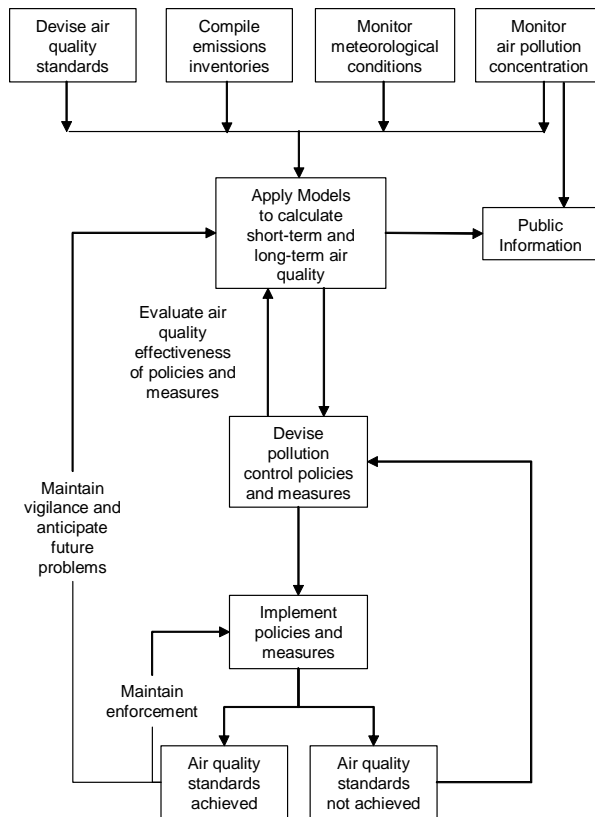 Devise air
quality
standards
Compile
emissions
inventories
Monitor
meteorological
conditions
Monitor
air pollution
concentration
Apply Models
to calculate
short-term and
long-term air
quality
Public
Information
Evaluate air
quality
effectiveness
of policies and
measures
Devise
pollution
control policies
and measures
Maintain
vigilance and
anticipate
future
problems
Implement
policies and
measures
Maintain
enforcement
Air quality
standards
achieved
Air quality
standards
not achieved